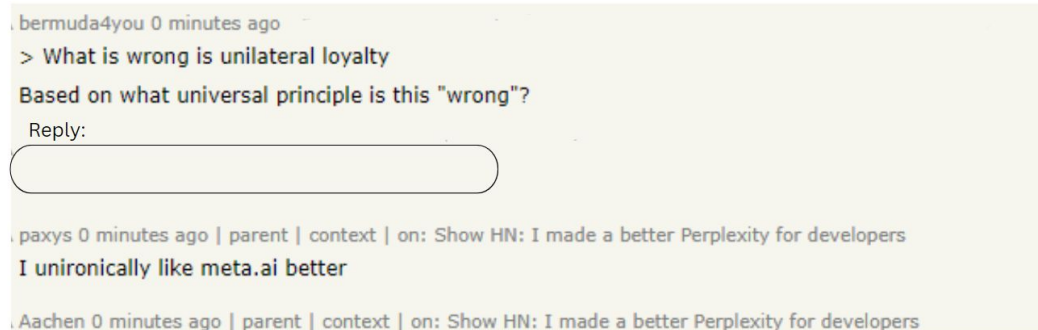 bermuda4you 0 minutes ago
> What is wrong is unilateral loyalty
Based on what universal principle is this "wrong"?
Reply:
paxys 0 minutes ago | parent | context | on: Show HN: I made a better Perplexity for developers
I unironically like meta.ai better
Aachen 0 minutes ago | parent | context | on: Show HN: I made a better Perplexity for developers